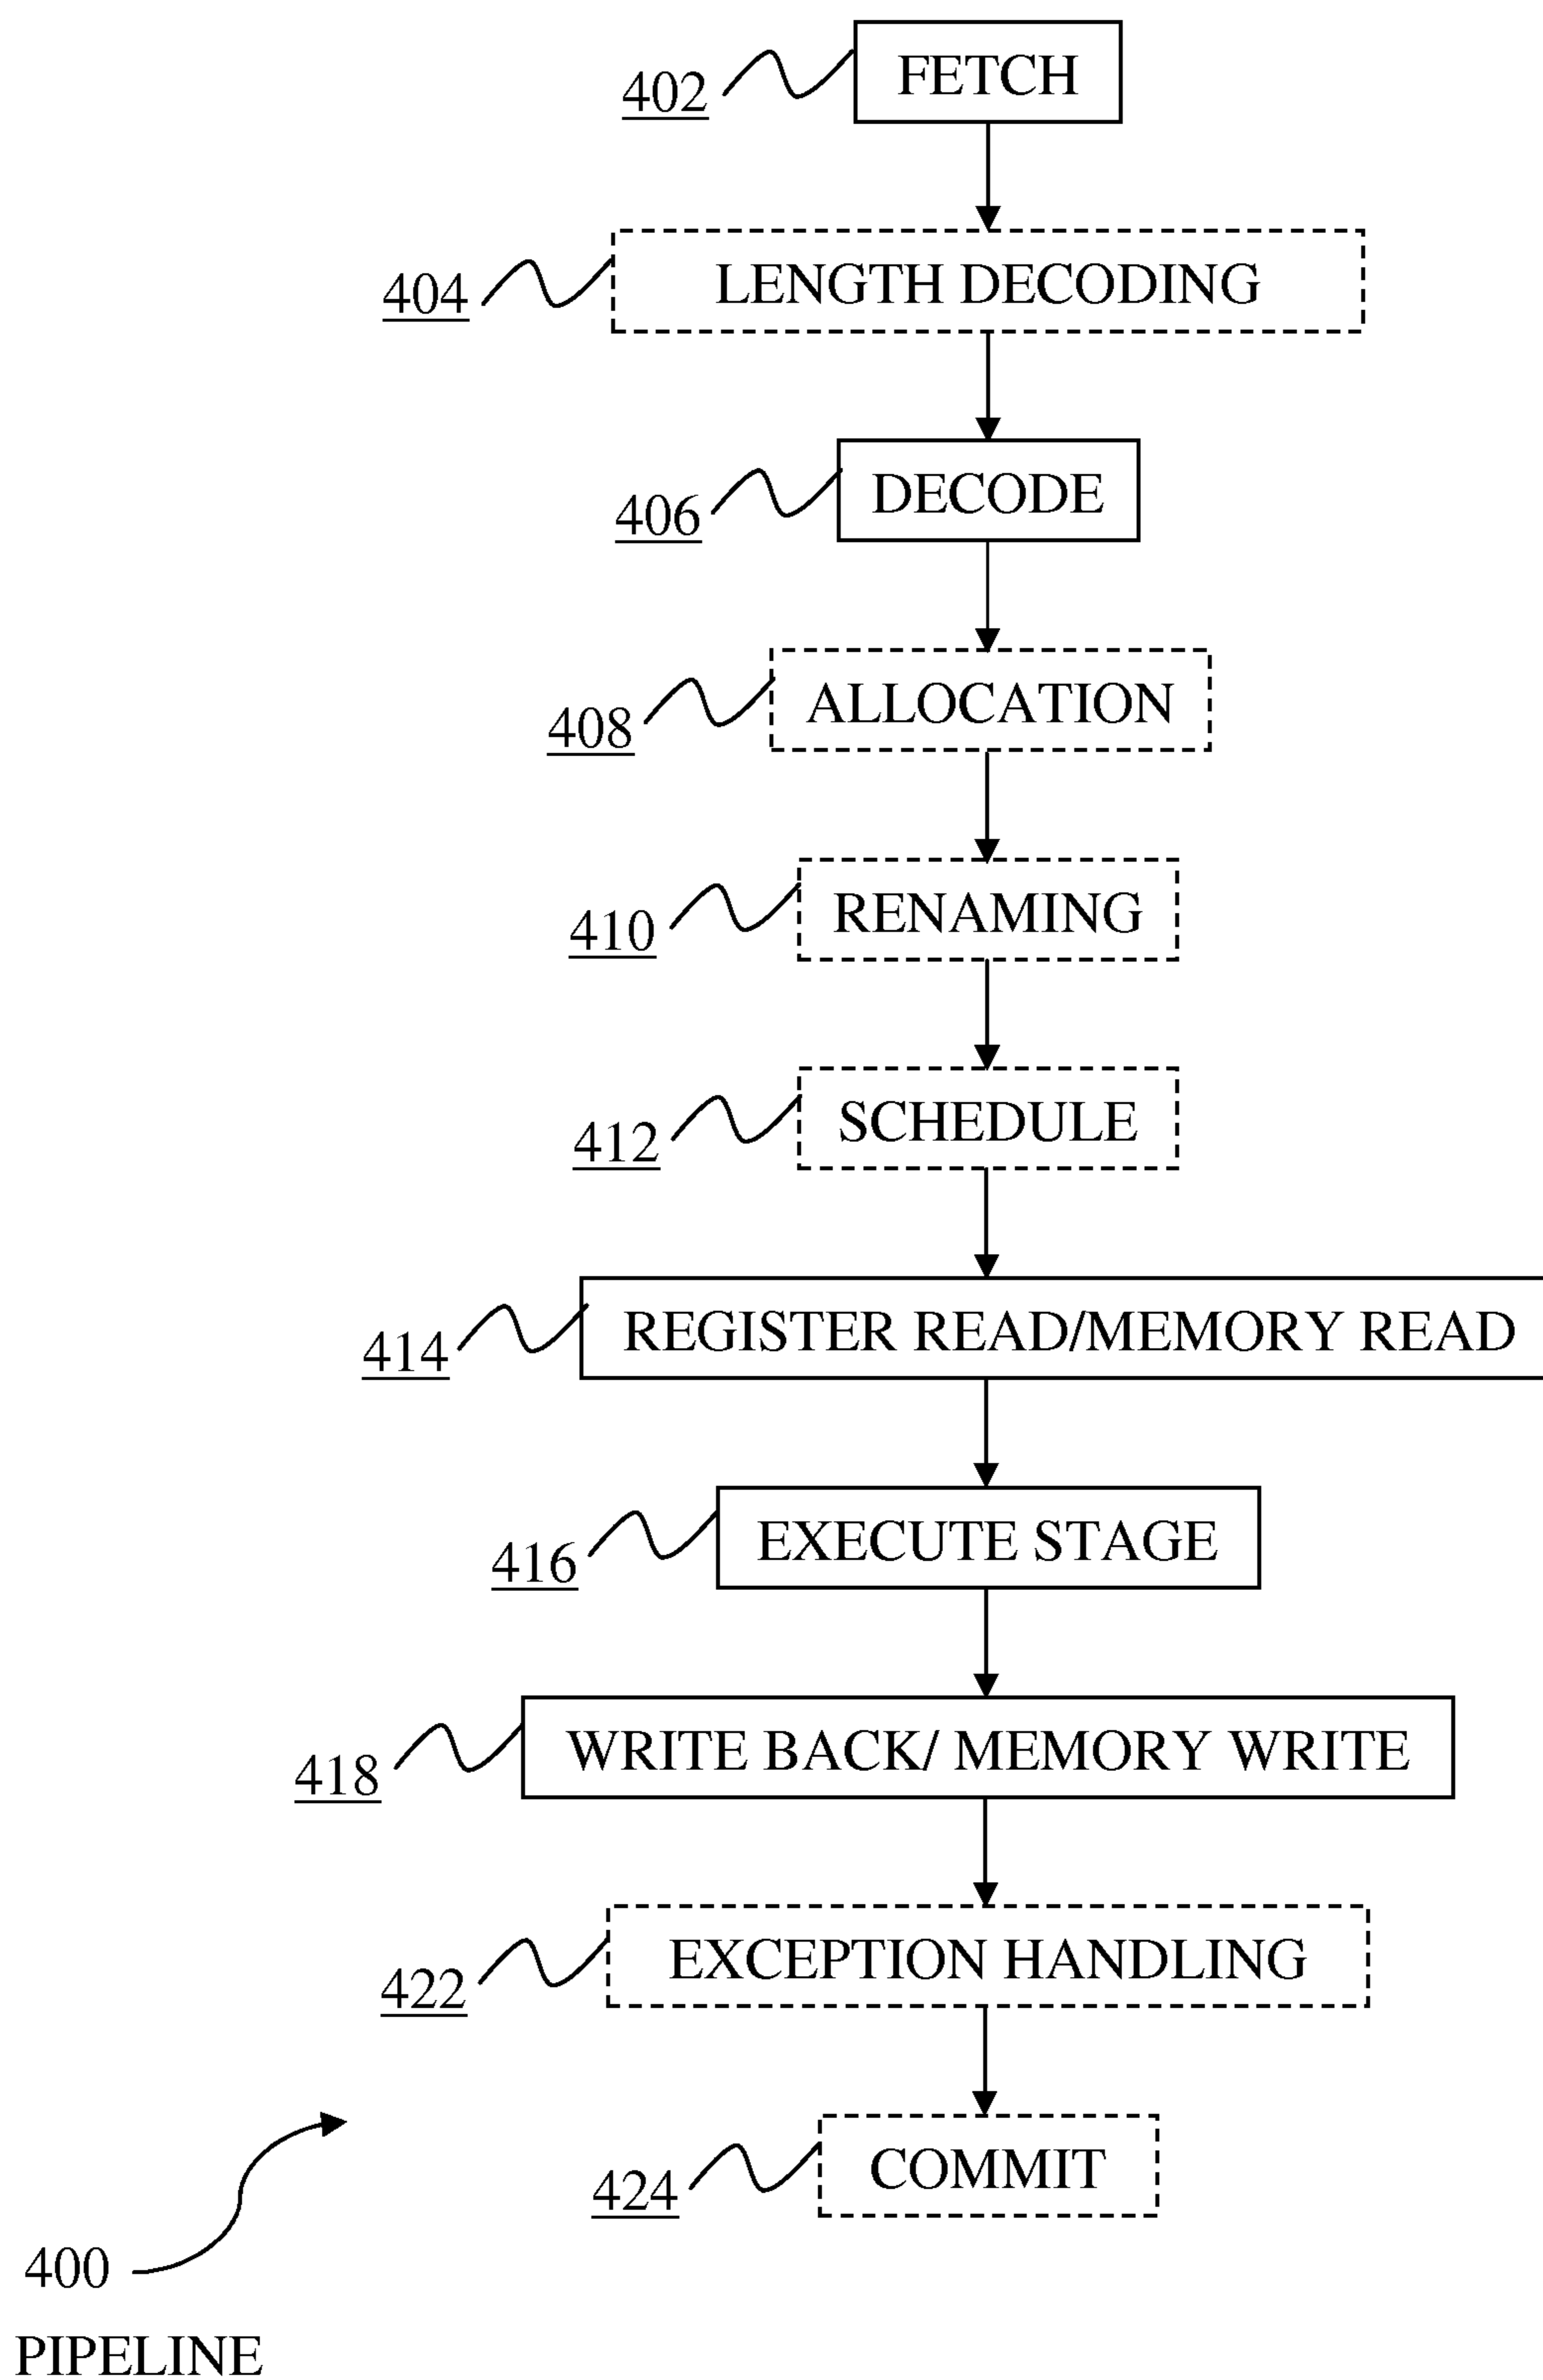 FETCH
402
LENGTH DECODING
404
DECODE
406
ALLOCATION
408
RENAMING
410
SCHEDULE
412
REGISTER READ/MEMORY READ
414
EXECUTE STAGE
416
WRITE BACK/ MEMORY WRITE
418
EXCEPTION HANDLING
422
COMMIT
424
400
PIPELINE